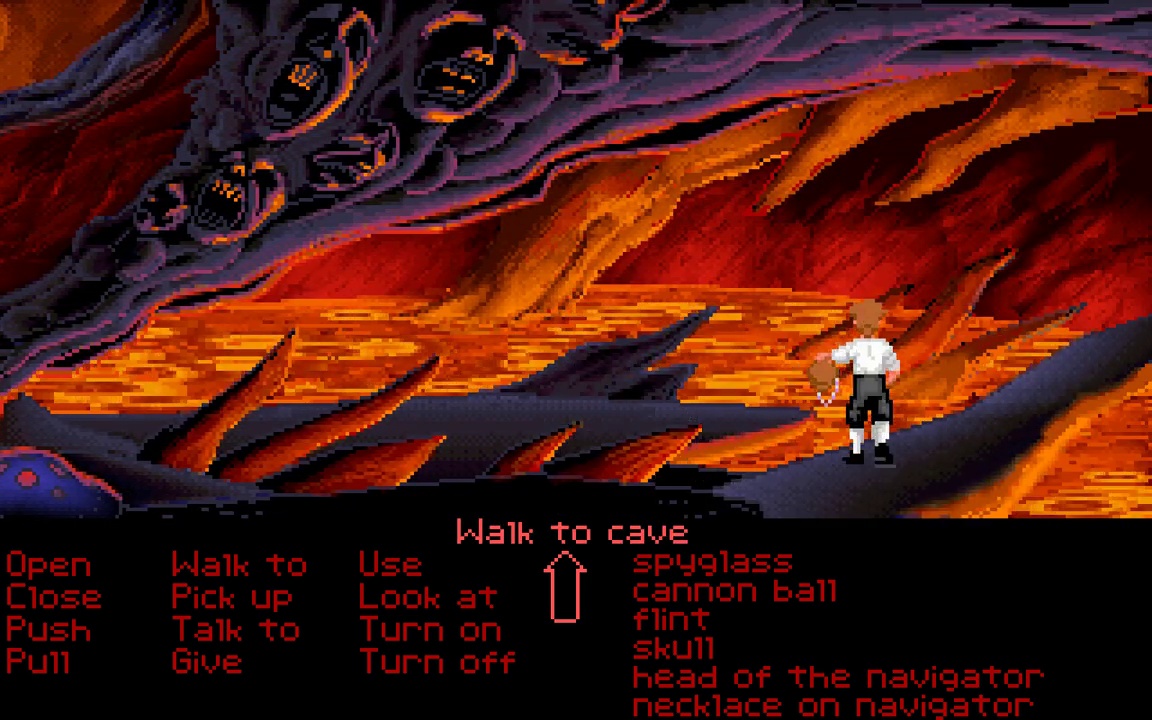 Walk to cave
Open Walk to Use
Close Pick up Look at
Push Talk to Turn on
Pull Give Turn off
spyglass
cannon ball
flint
skull
head of the navigator
necklace on navigator